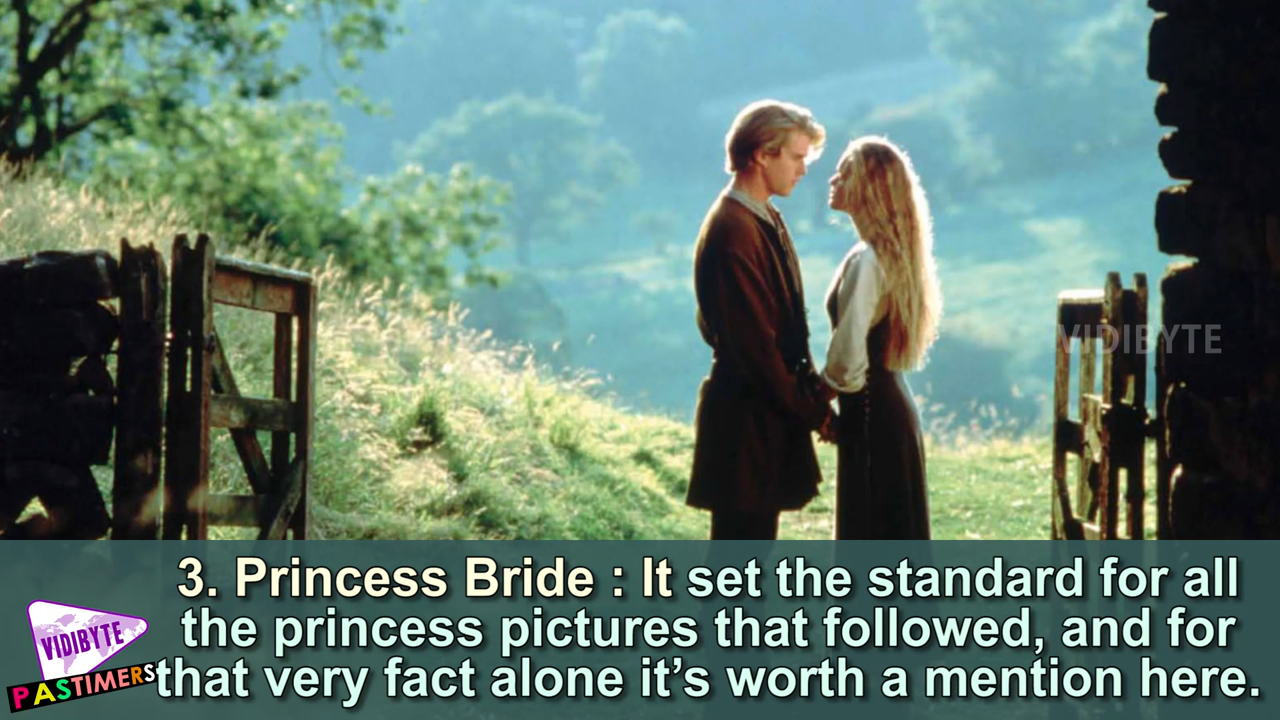 VIDIBYTE
3. Princess Bride : It set the standard for all
the princess pictures that followed, and for
that very fact alone it’s worth a mention here.
VIDIBYTE
PASTIMERS